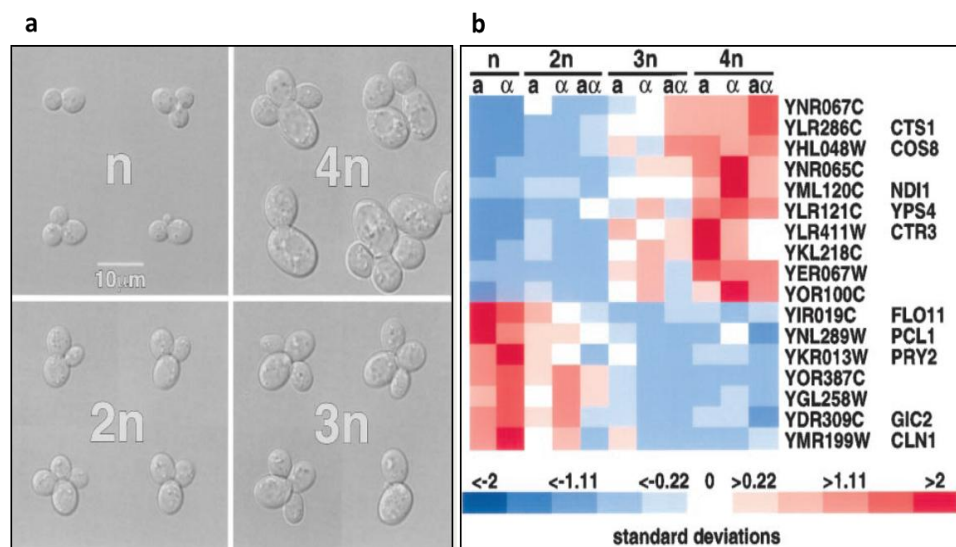 a
b
n
4n
10µm
2n
3n
n 2n 3n 4n
a α a α aα a α aα a α aα
YNR067C
YLR286C CTS1
YHL048W COS8
YNR065C
YML120C NDI1
YLR121C YPS4
YLR411W CTR3
YKL218C
YER067W
YOR100C
YIR019C FLO11
YNL289W PCL1
YKR013W PRY2
YOR387C
YGL258W
YDR309C GIC2
YMR199W CLN1
<-2 <-1.11 <-0.22 0 >0.22 >1.11 >2
standard deviations